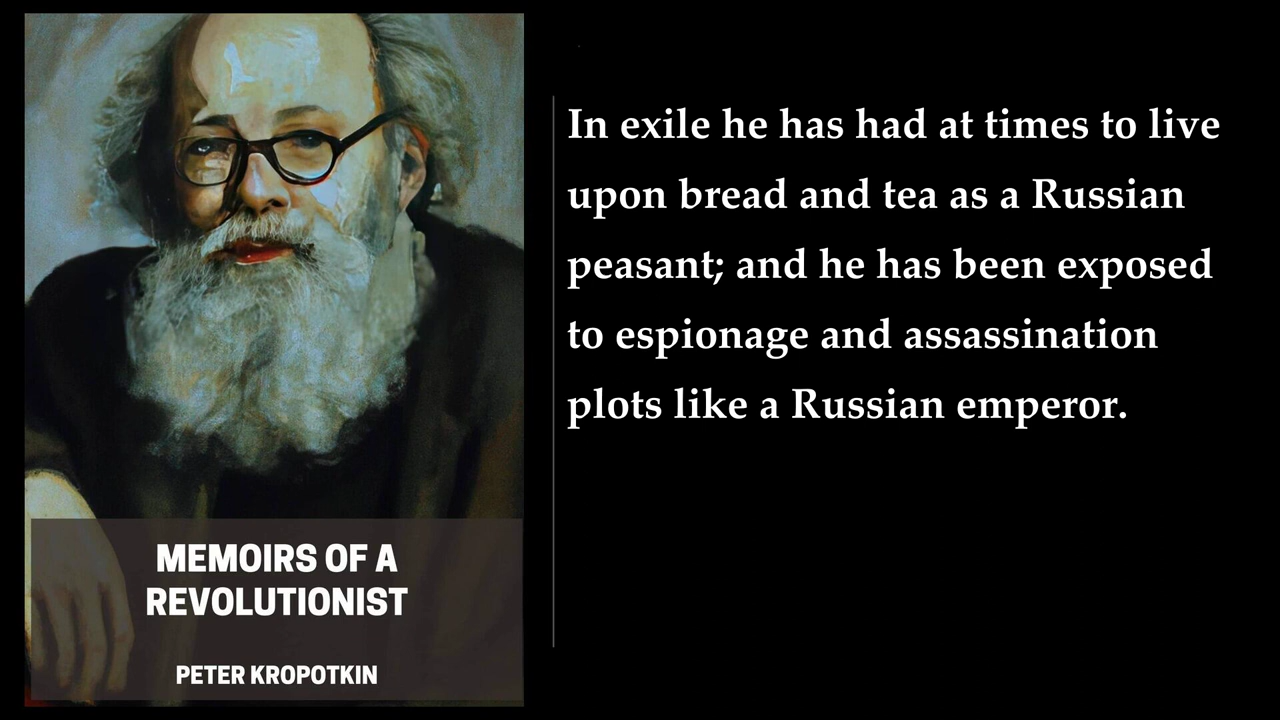 MEMOIRS OF A
REVOLUTIONIST
PETER KROPOTKIN
In exile he has had at times to live
upon bread and tea as a Russian
peasant; and he has been exposed
to espionage and assassination
plots like a Russian emperor.